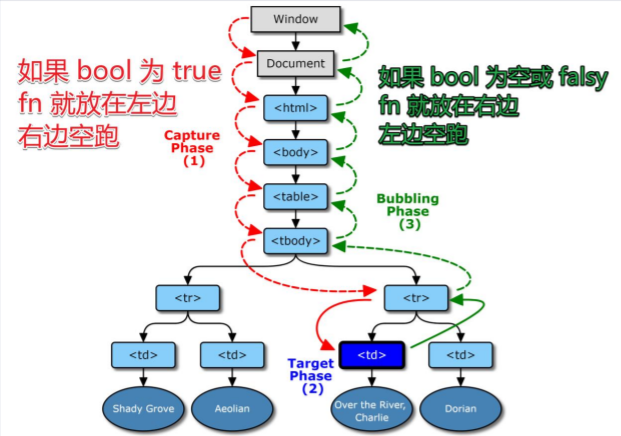 Window
Document
如果 bool 为 true
fn 就放在左边
右边空跑
如果 bool 为空或 falsy
fn 就放在右边
左边空跑
<html>
Capture
Phase
(1)
<body>
<table>
Bubbling
Phase
(3)
<tbody>
<tr>
<tr>
<td>
<td>
Target
Phase
(2)
<td>
<td>
Shady Grove
Aeolian
Over the River,
Charlie
Dorian